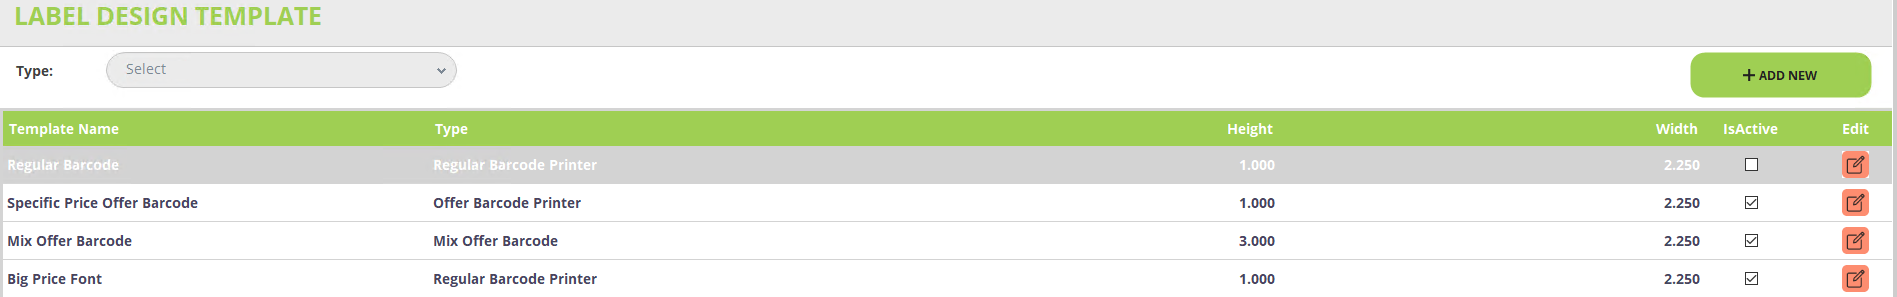 LABEL DESIGN TEMPLATE
Type: Select + ADD NEW
Template Name Type Height Width IsActive Edit
Regular Barcode Regular Barcode Printer 1.000 2.250
Specific Price Offer Barcode Offer Barcode Printer 1.000 2.250
Mix Offer Barcode Mix Offer Barcode 3.000 2.250
Big Price Font Regular Barcode Printer 1.000 2.250